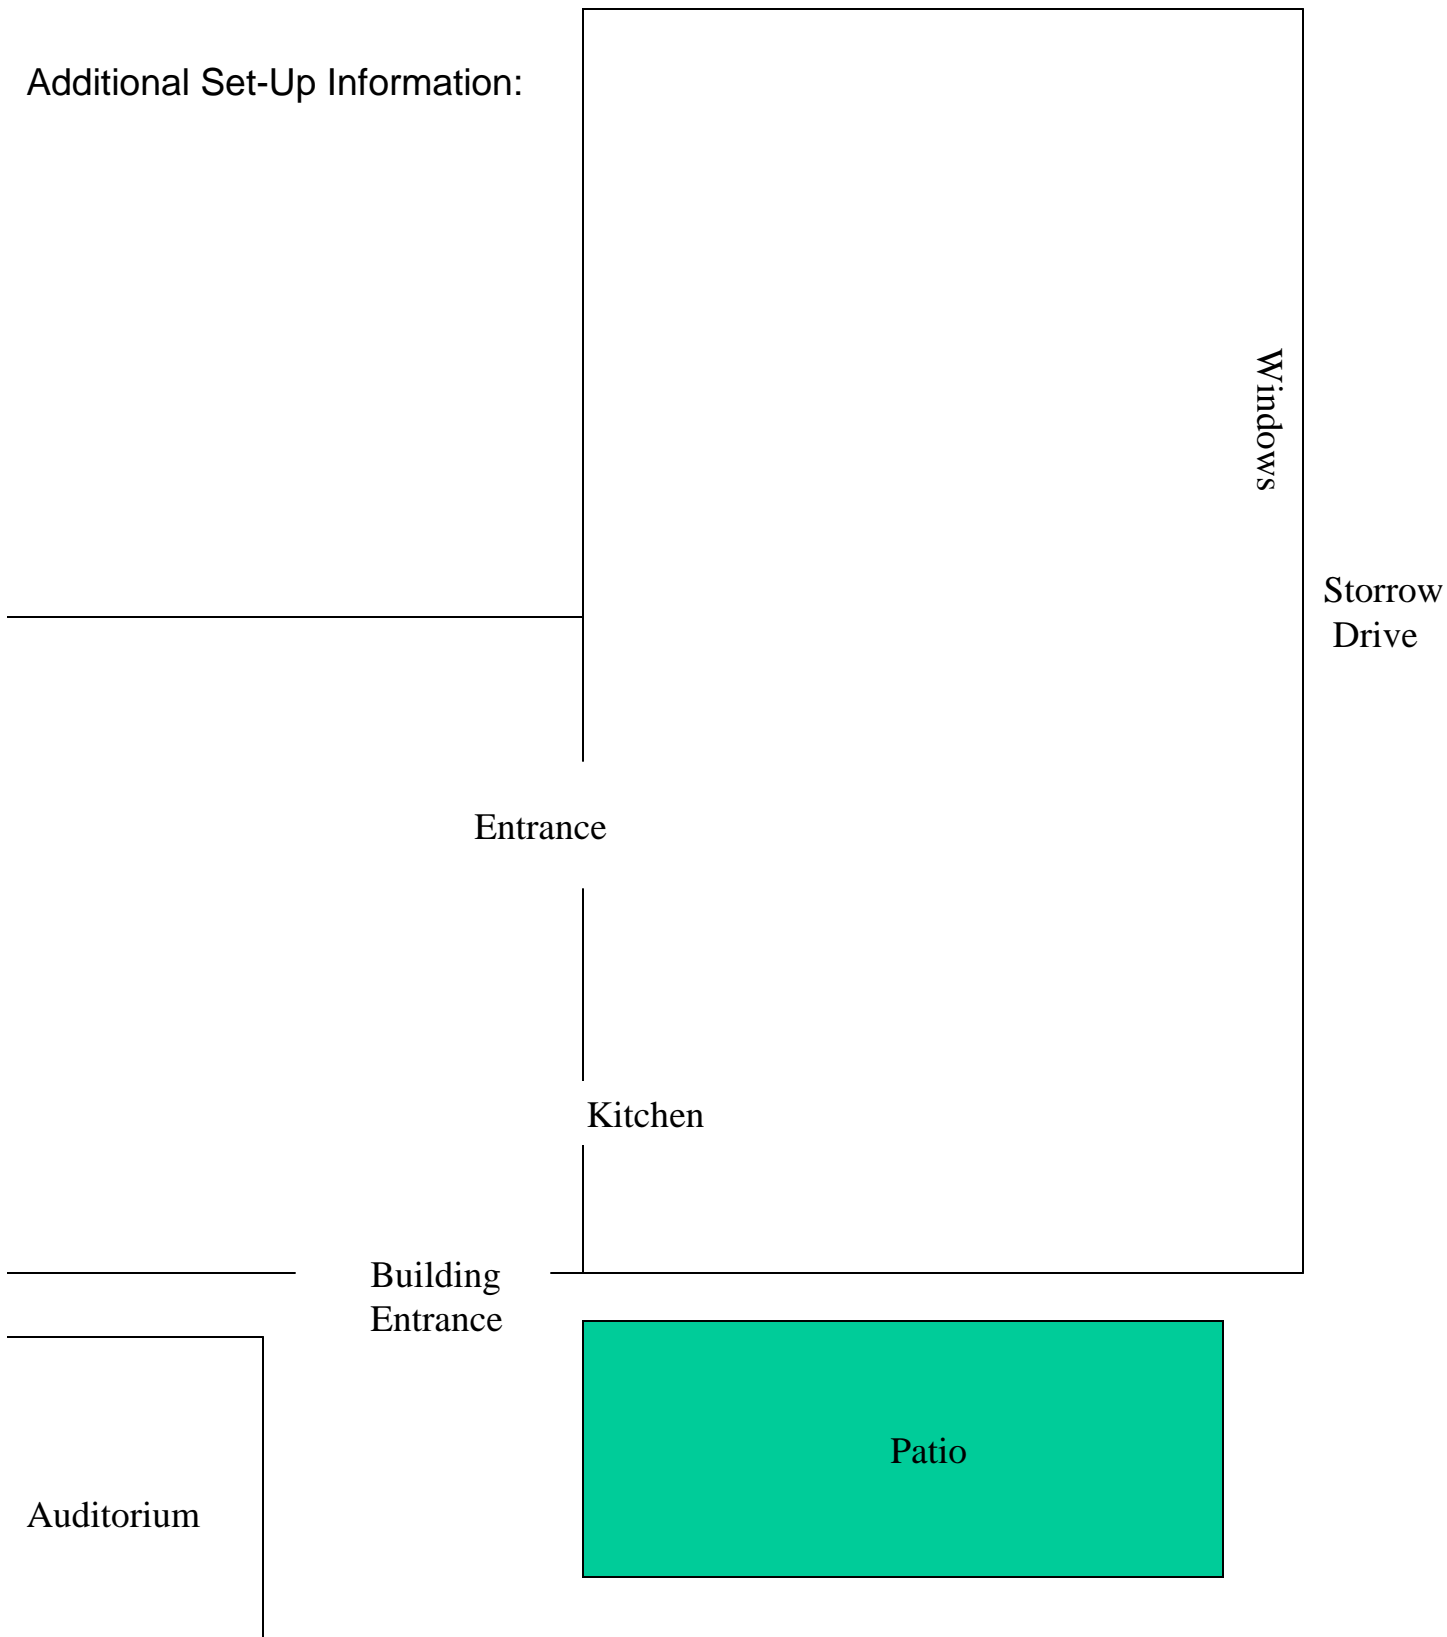 Additional Set-Up Information:
Windows
Storrow
Drive
Entrance
Kitchen
Building
Entrance
Patio
Auditorium